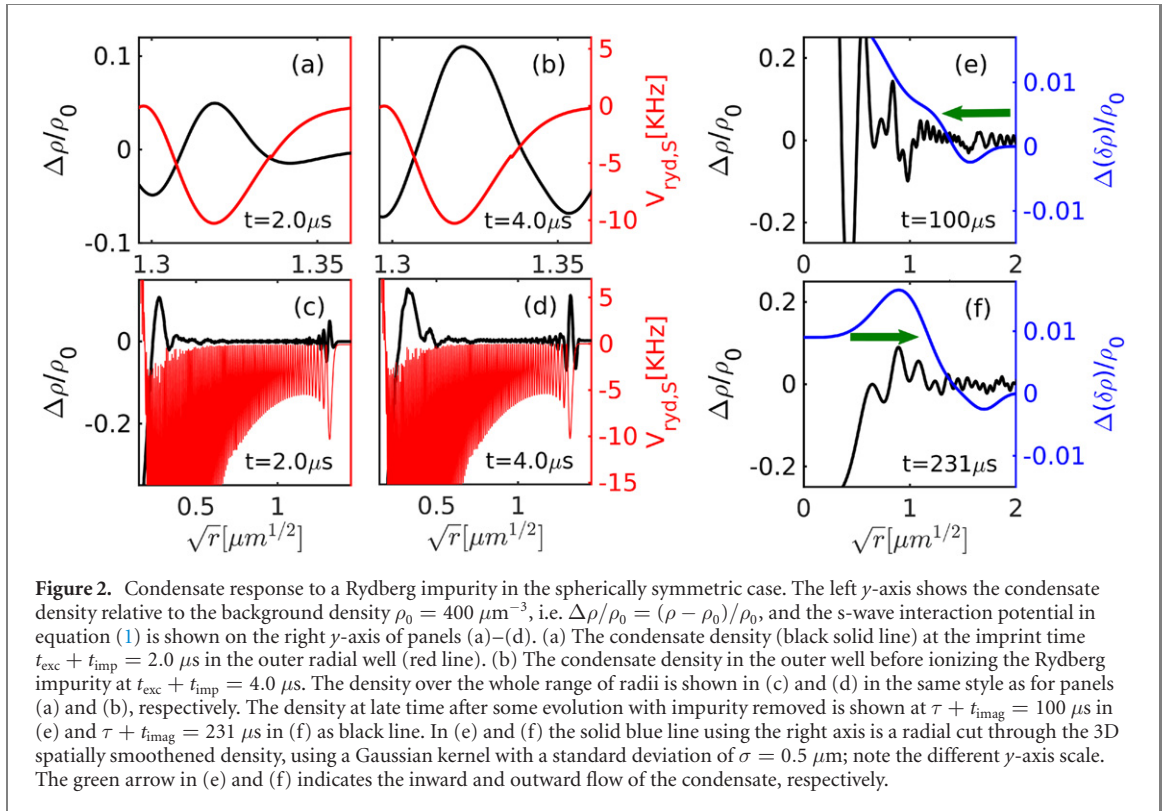 (a)
(b)
(e)
0.1
0
-0.1
Δρ/ρ₀
t=2.0μs
t=4.0μs
1.3
1.35
1.3
1.35
5
0
-5
-10
V_ryd,S[KHz]
0.2
0
-0.2
Δρ/ρ₀
t=100μs
0
1
2
0.01
0
-0.01
Δ(δρ)/ρ₀
(c)
(d)
(f)
0
-0.2
Δρ/ρ₀
t=2.0μs
t=4.0μs
0.5
1
0.5
1
√r[μm^{1/2}]
√r[μm^{1/2}]
5
0
-5
-10
-15
V_ryd,S[KHz]
0.2
0
-0.2
Δρ/ρ₀
t=231μs
0
1
2
√r[μm^{1/2}]
0.01
0
-0.01
Δ(δρ)/ρ₀
Figure 2. Condensate response to a Rydberg impurity in the spherically symmetric case. The left y-axis shows the condensate
density relative to the background density ρ₀ = 400 μm⁻³, i.e. Δρ/ρ₀ = (ρ − ρ₀)/ρ₀, and the s-wave interaction potential in
equation (1) is shown on the right y-axis of panels (a)–(d). (a) The condensate density (black solid line) at the imprint time
t_exc + t_imp = 2.0 μs in the outer radial well (red line). (b) The condensate density in the outer well before ionizing the Rydberg
impurity at t_exc + t_imp = 4.0 μs. The density over the whole range of radii is shown in (c) and (d) in the same style as for panels
(a) and (b), respectively. The density at late time after some evolution with impurity removed is shown at τ + t_imag = 100 μs in
(e) and τ + t_imag = 231 μs in (f) as black line. In (e) and (f) the solid blue line using the right axis is a radial cut through the 3D
spatially smoothened density, using a Gaussian kernel with a standard deviation of σ = 0.5 μm; note the different y-axis scale.
The green arrow in (e) and (f) indicates the inward and outward flow of the condensate, respectively.